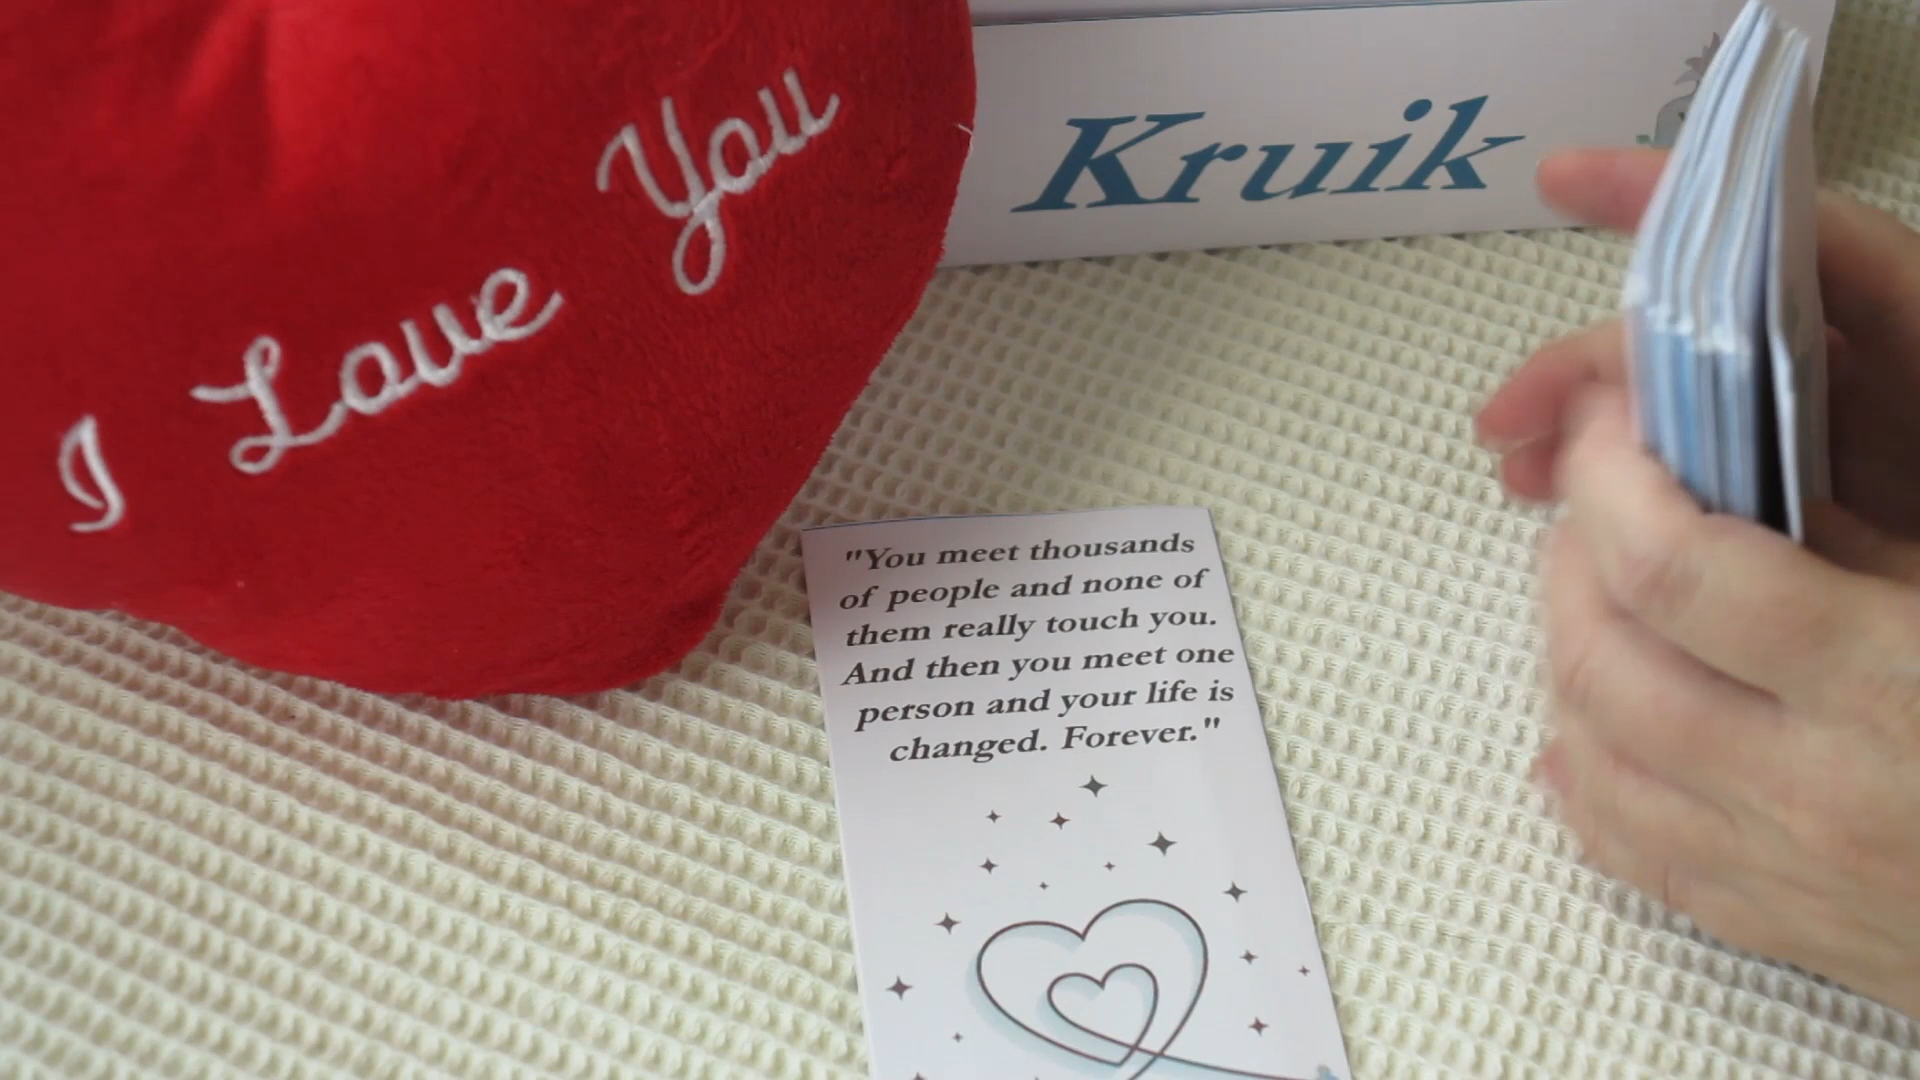 I Love You
Kruik
"You meet thousands
of people and none of
them really touch you.
And then you meet one
person and your life is
changed. Forever."